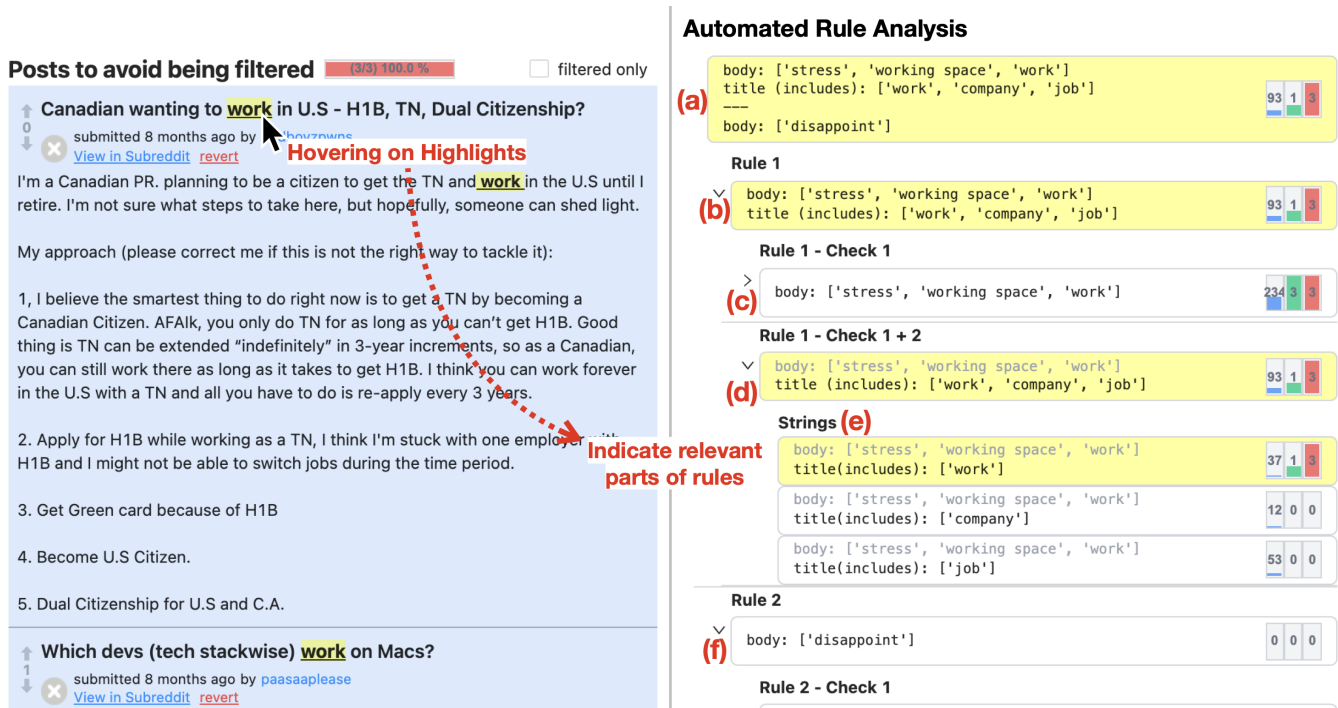 Posts to avoid being filtered (3/3) 100.0 % filtered only
Canadian wanting to work in U.S - H1B, TN, Dual Citizenship?
0
submitted 8 months ago by
View in Subreddit revert
Hovering on Highlights
I'm a Canadian PR. planning to be a citizen to get the TN and work in the U.S until I
retire. I'm not sure what steps to take here, but hopefully, someone can shed light.
My approach (please correct me if this is not the right way to tackle it):
1, I believe the smartest thing to do right now is to get a TN by becoming a
Canadian Citizen. AFAIk, you only do TN for as long as you can't get H1B. Good
thing is TN can be extended “indefinitely” in 3-year increments, so as a Canadian,
you can still work there as long as it takes to get H1B. I think you can work forever
in the U.S with a TN and all you have to do is re-apply every 3 years.
2. Apply for H1B while working as a TN, I think I'm stuck with one employer with
H1B and I might not be able to switch jobs during the time period.
3. Get Green card because of H1B
4. Become U.S Citizen.
5. Dual Citizenship for U.S and C.A.
Indicate relevant
parts of rules
Which devs (tech stackwise) work on Macs?
1
submitted 8 months ago by paasaaplease
View in Subreddit revert
Automated Rule Analysis
(a)
body: ['stress', 'working space', 'work']
title (includes): ['work', 'company', 'job']
---
body: ['disappoint']
93 1 3
Rule 1
(b)
body: ['stress', 'working space', 'work']
title (includes): ['work', 'company', 'job']
93 1 3
Rule 1 - Check 1
(c)
body: ['stress', 'working space', 'work']
234 3 3
Rule 1 - Check 1 + 2
(d)
body: ['stress', 'working space', 'work']
title (includes): ['work', 'company', 'job']
93 1 3
Strings (e)
body: ['stress', 'working space', 'work']
title(includes): ['work']
37 1 3
body: ['stress', 'working space', 'work']
title(includes): ['company']
12 0 0
body: ['stress', 'working space', 'work']
title(includes): ['job']
53 0 0
Rule 2
(f)
body: ['disappoint']
0 0 0
Rule 2 - Check 1